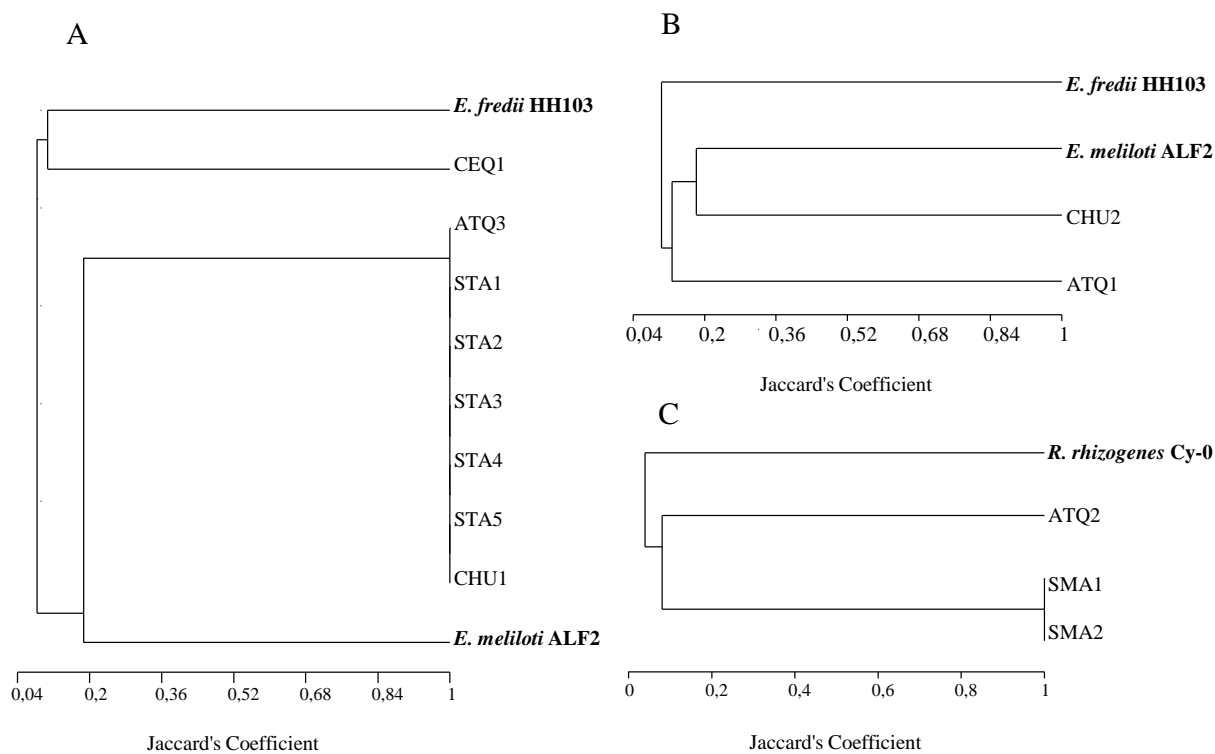 A
E. fredii HH103
CEQ1
ATQ3
STA1
STA2
STA3
STA4
STA5
CHU1
E. meliloti ALF2
0,04 0,2 0,36 0,52 0,68 0,84 1
Jaccard's Coefficient
B
E. fredii HH103
E. meliloti ALF2
CHU2
ATQ1
0,04 0,2 0,36 0,52 0,68 0,84 1
Jaccard's Coefficient
C
R. rhizogenes Cy-0
ATQ2
SMA1
SMA2
0 0,2 0,4 0,6 0,8 1
Jaccard's Coefficient